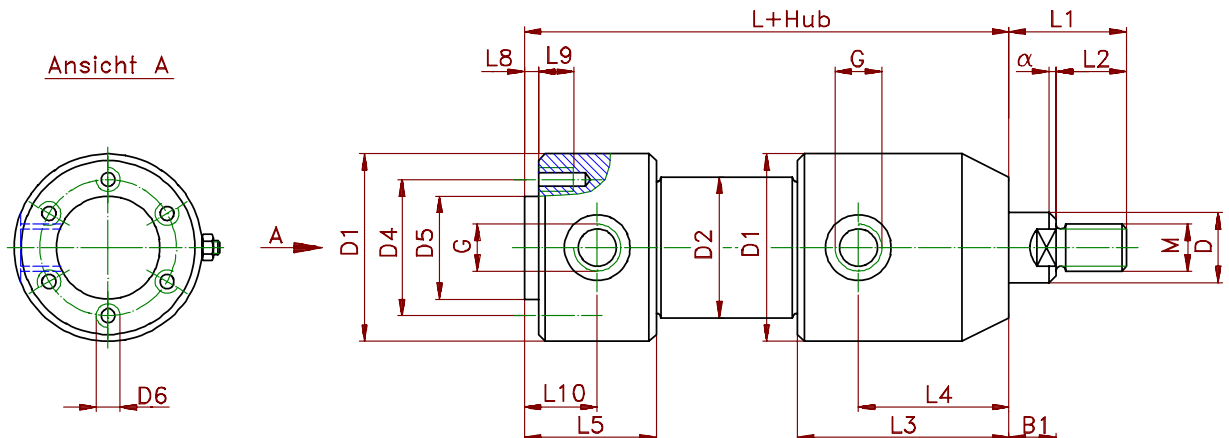 L+Hub
L1
Ansicht A
L8
L9
G
α
L2
A
D1
D4
D5
G
D2
D1
M
D
D6
L10
L4
L5
L3
B1